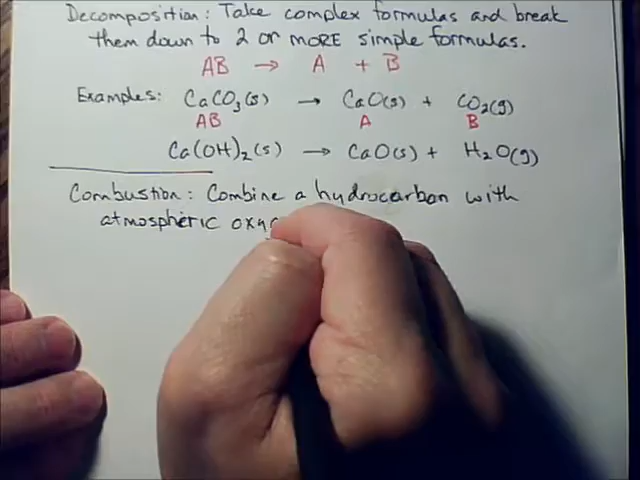 Decomposition: Take complex formulas and break
them down to 2 or MORE simple formulas.
AB → A + B
Examples: CaCO₃(s) → CaO(s) + CO₂(g)
AB A B
Ca(OH)₂(s) → CaO(s) + H₂O(g)
Combustion: Combine a hydrocarbon with
atmospheric